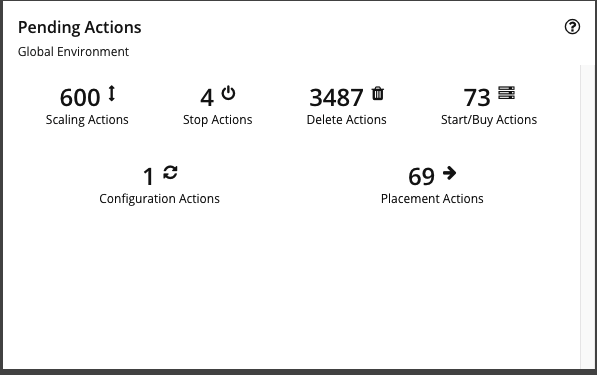 Pending Actions
Global Environment
600 4 3487 73
Scaling Actions Stop Actions Delete Actions Start/Buy Actions
1 69
Configuration Actions Placement Actions